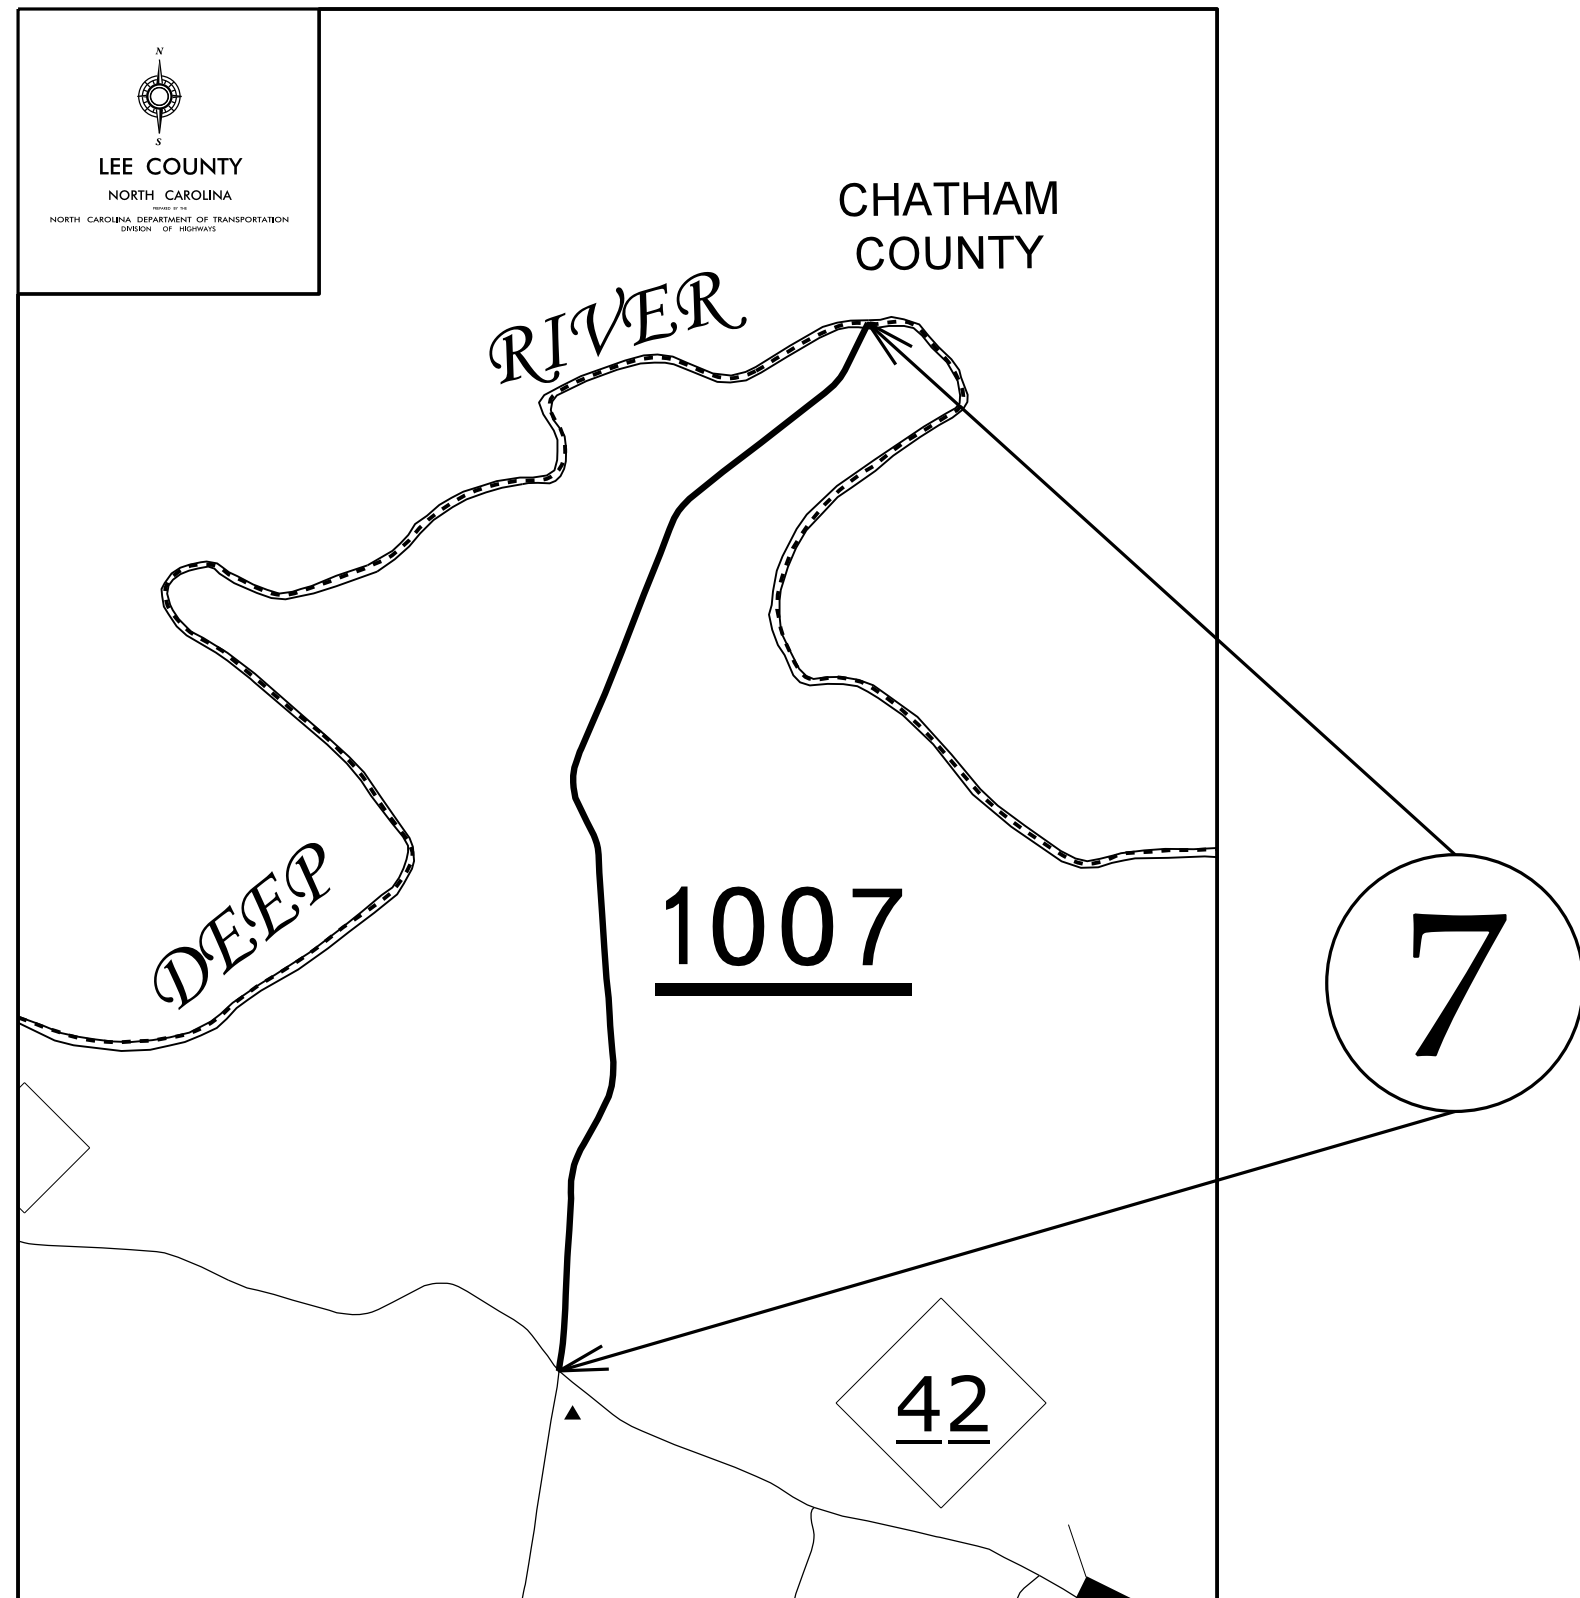 N
S
LEE COUNTY
NORTH CAROLINA
PREPARED BY THE
NORTH CAROLINA DEPARTMENT OF TRANSPORTATION
DIVISION OF HIGHWAYS
CHATHAM
COUNTY
RIVER
DEEP
1007
7
42